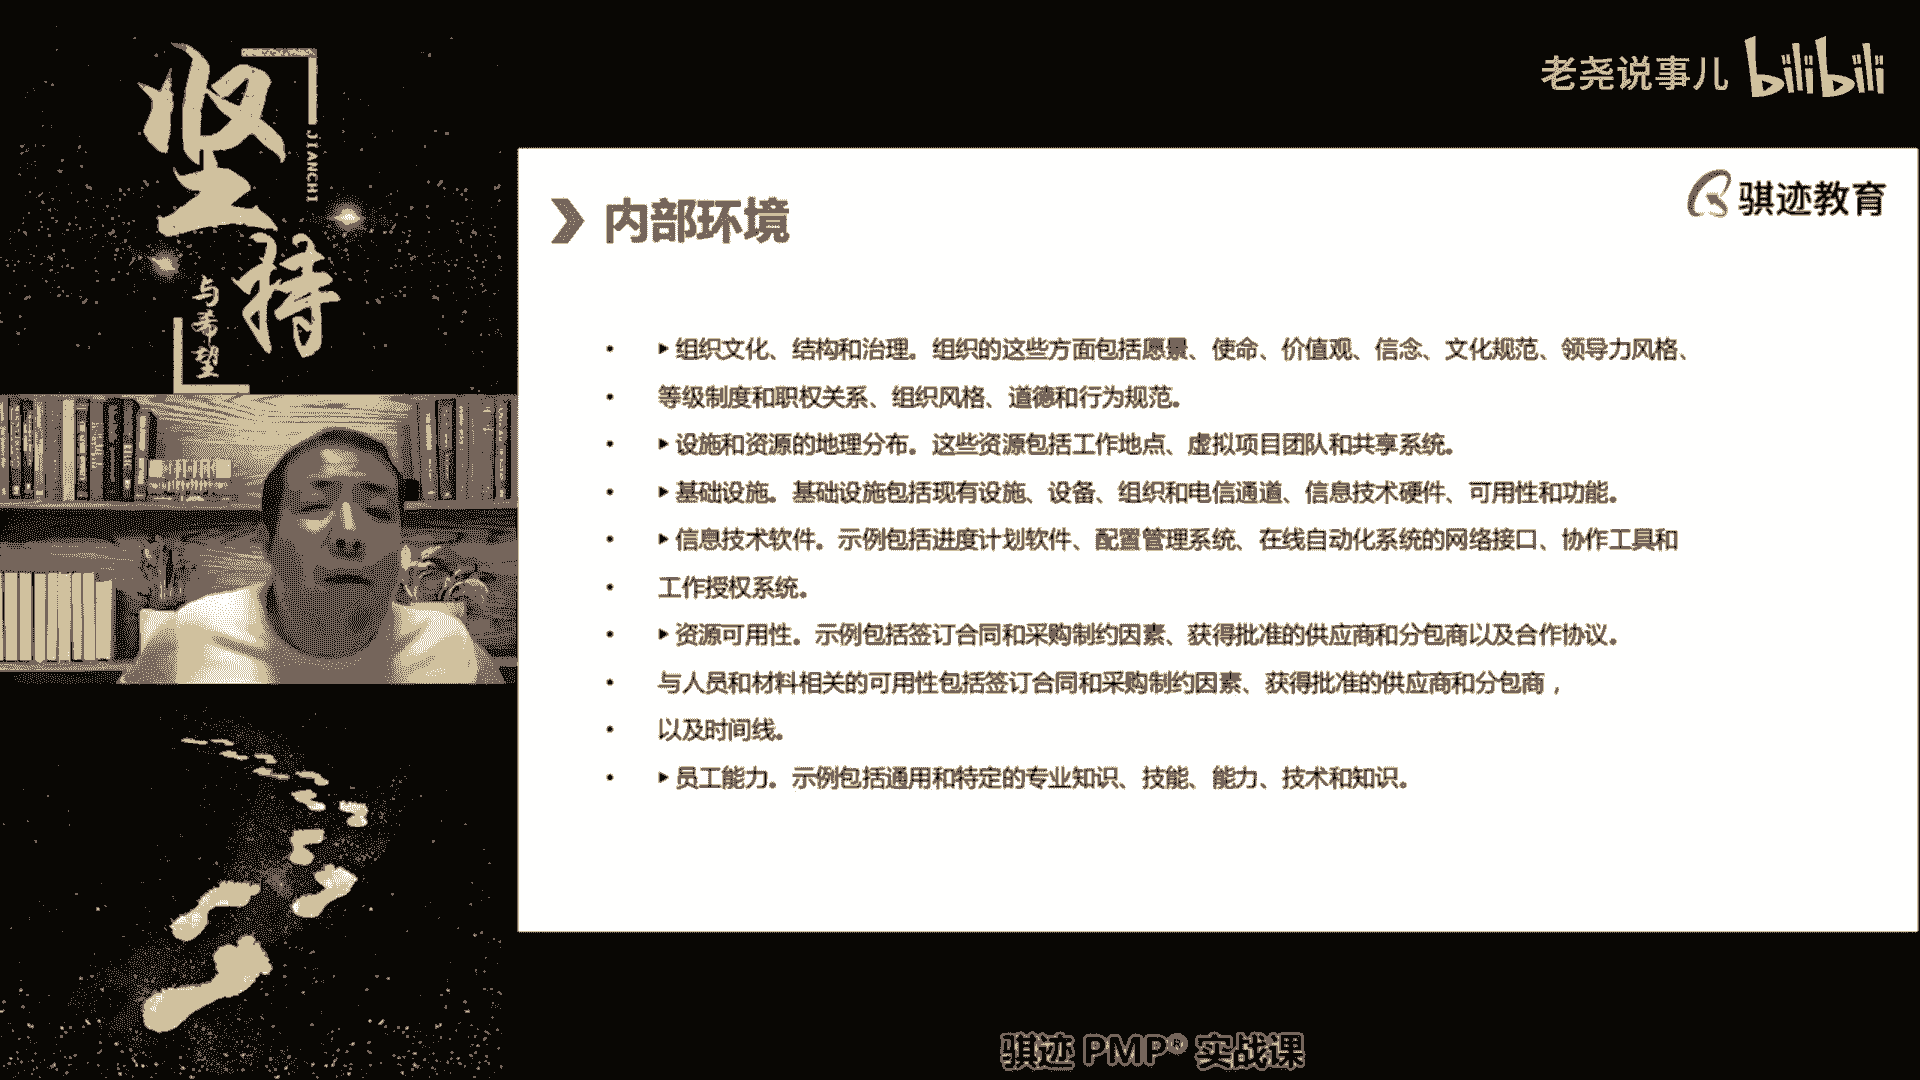 坚持
JIANCHI
与希望
老尧说事儿 bilibili
骐迹教育
内部环境
• ▸组织文化、结构和治理。组织的这些方面包括愿景、使命、价值观、信念、文化规范、领导力风格、
• 等级制度和职权关系、组织风格、道德和行为规范。
• ▸设施和资源的地理分布。这些资源包括工作地点、虚拟项目团队和共享系统。
• ▸基础设施。基础设施包括现有设施、设备、组织和电信通道、信息技术硬件、可用性和功能。
• ▸信息技术软件。示例包括进度计划软件、配置管理系统、在线自动化系统的网络接口、协作工具和
• 工作授权系统。
• ▸资源可用性。示例包括签订合同和采购制约因素、获得批准的供应商和分包商以及合作协议。
• 与人员和材料相关的可用性包括签订合同和采购制约因素、获得批准的供应商和分包商，
• 以及时间线。
• ▸员工能力。示例包括通用和特定的专业知识、技能、能力、技术和知识。
骐迹 PMP® 实战课